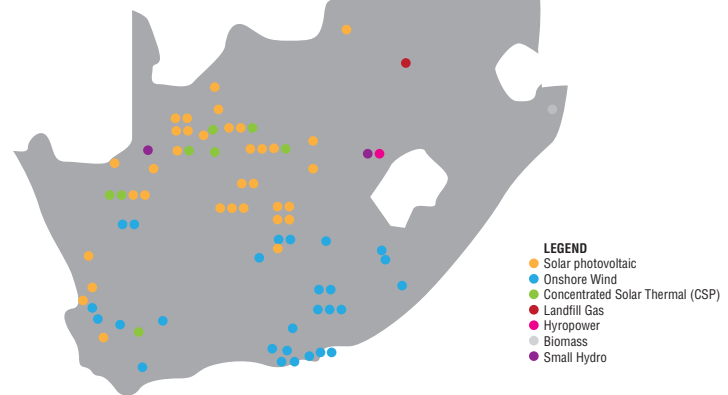 LEGEND
Solar photovoltaic
Onshore Wind
Concentrated Solar Thermal (CSP)
Landfill Gas
Hyropower
Biomass
Small Hydro